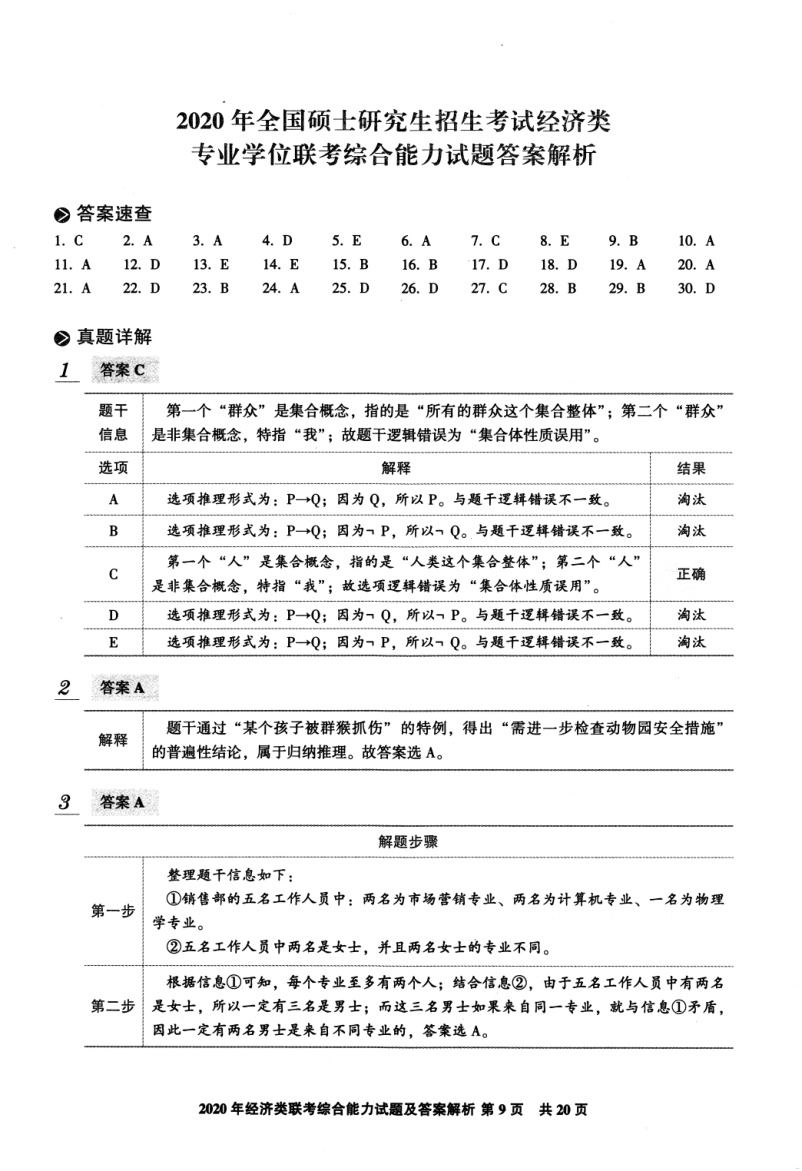 2020 年全国硕士研究生招生考试经济类
专业学位联考综合能力试题答案解析
答案速查
1. C 2. A 3. A 4. D 5. E 6. A 7. C 8. E 9. B 10. A
11. A 12. D 13. E 14. E 15. B 16. B 17. D 18. D 19. A 20. A
21. A 22. D 23. B 24. A 25. D 26. D 27. C 28. B 29. B 30. D
真题详解
1 答案 C
题干信息
第一个“群众”是集合概念，指的是“所有的群众这个集合整体”；第二个“群众”
是非集合概念，特指“我”；故题干逻辑错误为“集合体性质误用”。
选项 解释 结果
A 选项推理形式为：P→Q；因为 Q，所以 P。与题干逻辑错误不一致。 淘汰
B 选项推理形式为：P→Q；因为¬ P，所以¬ Q。与题干逻辑错误不一致。 淘汰
C
第一个“人”是集合概念，指的是“人类这个集合整体”；第二个“人”
是非集合概念，特指“我”；故选项逻辑错误为“集合体性质误用”。
正确
D 选项推理形式为：P→Q；因为¬ Q，所以¬ P。与题干逻辑错误不一致。 淘汰
E 选项推理形式为：P→Q；因为¬ P，所以¬ Q。与题干逻辑错误不一致。 淘汰
2 答案 A
解释
题干通过“某个孩子被群猴抓伤”的特例，得出“需进一步检查动物园安全措施”
的普遍性结论，属于归纳推理。故答案选 A。
3 答案 A
解题步骤
第一步
整理题干信息如下：
①销售部的五名工作人员中：两名为市场营销专业、两名为计算机专业、一名为物理
学专业。
②五名工作人员中两名是女士，并且两名女士的专业不同。
第二步
根据信息①可知，每个专业至多有两个人；结合信息②，由于五名工作人员中有两名
是女士，所以一定有三名是男士；而这三名男士如果来自同一专业，就与信息①矛盾，
因此一定有两名男士是来自不同专业的，答案选 A。
2020 年经济类联考综合能力试题及答案解析 第 9 页 共 20 页